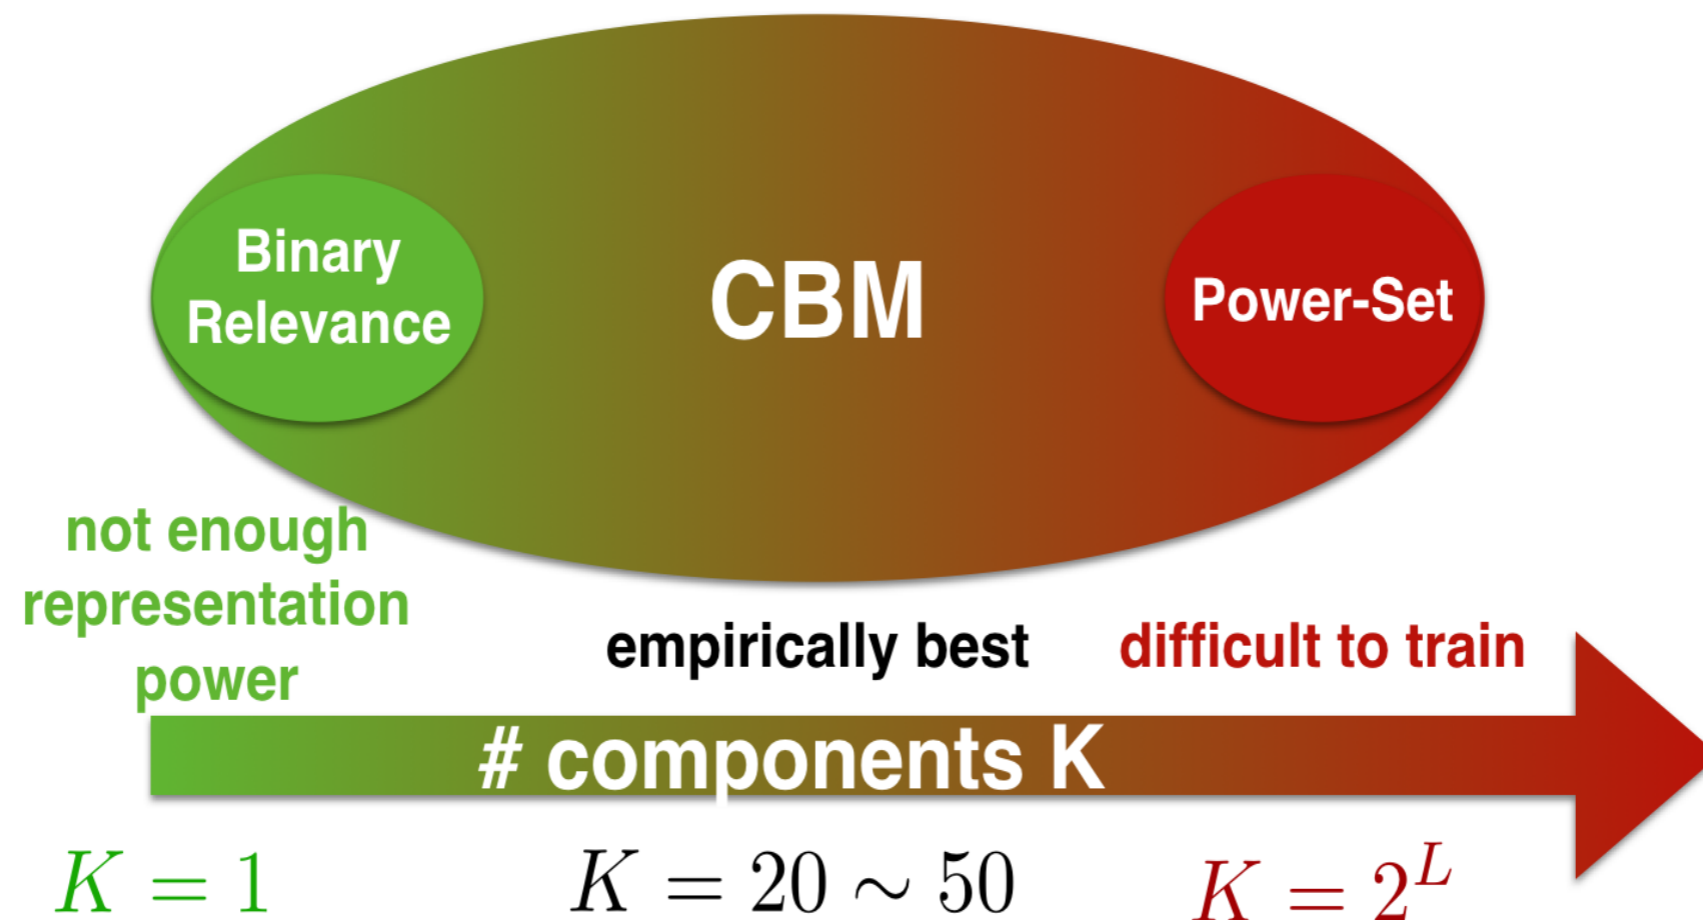 Binary
Relevance
CBM
Power-Set
not enough
representation
power
empirically best
difficult to train
# components K
K = 1
K = 20 ∼ 50
K = 2^L